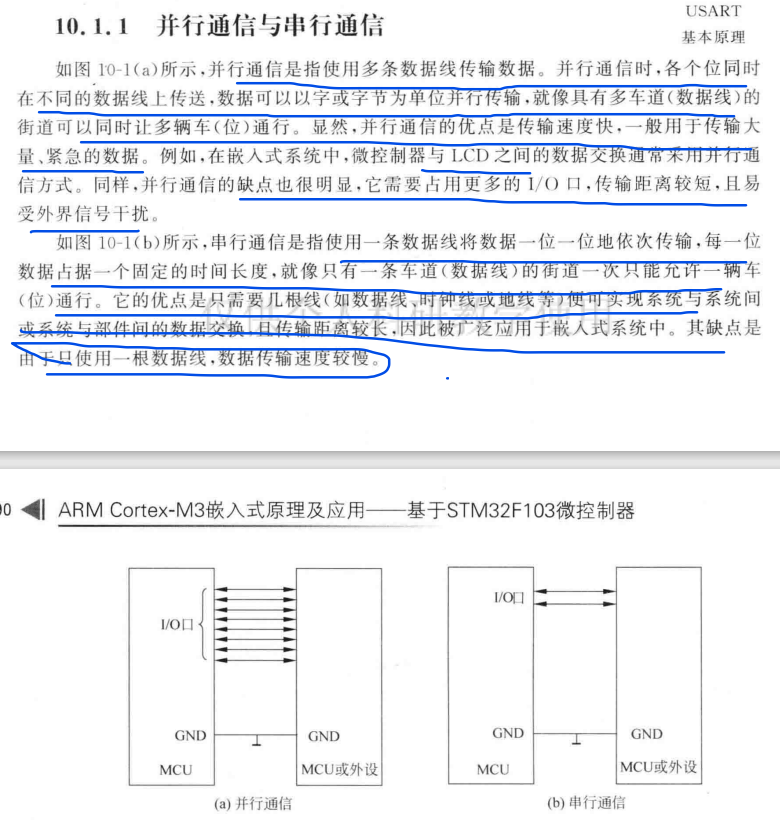 10.1.1 并行通信与串行通信
USART
基本原理
如图 10-1(a)所示,并行通信是指使用多条数据线传输数据。并行通信时,各个位同时
在不同的数据线上传送,数据可以以字或字节为单位并行传输,就像具有多车道(数据线)的
街道可以同时让多辆车(位)通行。显然,并行通信的优点是传输速度快,一般用于传输大
量、紧急的数据。例如,在嵌入式系统中,微控制器与 LCD 之间的数据交换通常采用并行通
信方式。同样,并行通信的缺点也很明显,它需要占用更多的 I/O 口,传输距离较短,且易
受外界信号干扰。
如图 10-1(b)所示,串行通信是指使用一条数据线将数据一位一位地依次传输,每一位
数据占据一个固定的时间长度,就像只有一条车道(数据线)的街道一次只能允许一辆车
(位)通行。它的优点是只需要几根线(如数据线、时钟线或地线等)便可实现系统与系统间
或系统与部件间的数据交换,且传输距离较长,因此被广泛应用于嵌入式系统中。其缺点是
由于只使用一根数据线,数据传输速度较慢。
仅供个人科研教学使用
90 ARM Cortex-M3嵌入式原理及应用——基于STM32F103微控制器
I/O口
GND
GND
MCU
MCU或外设
(a) 并行通信
I/O口
GND
GND
MCU
MCU或外设
(b) 串行通信